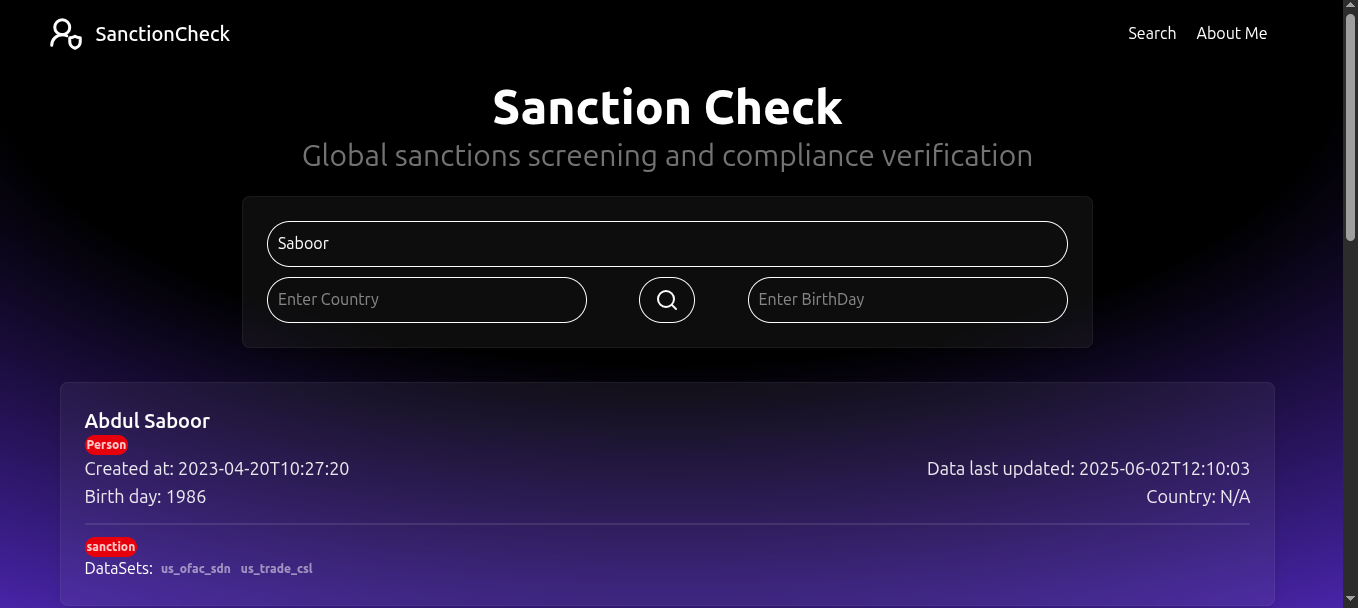 SanctionCheck
Search
About Me
Sanction Check
Global sanctions screening and compliance verification
Saboor
Enter Country
Enter BirthDay
Abdul Saboor
Person
Created at: 2023-04-20T10:27:20
Data last updated: 2025-06-02T12:10:03
Birth day: 1986
Country: N/A
sanction
DataSets: us_ofac_sdn us_trade_csl